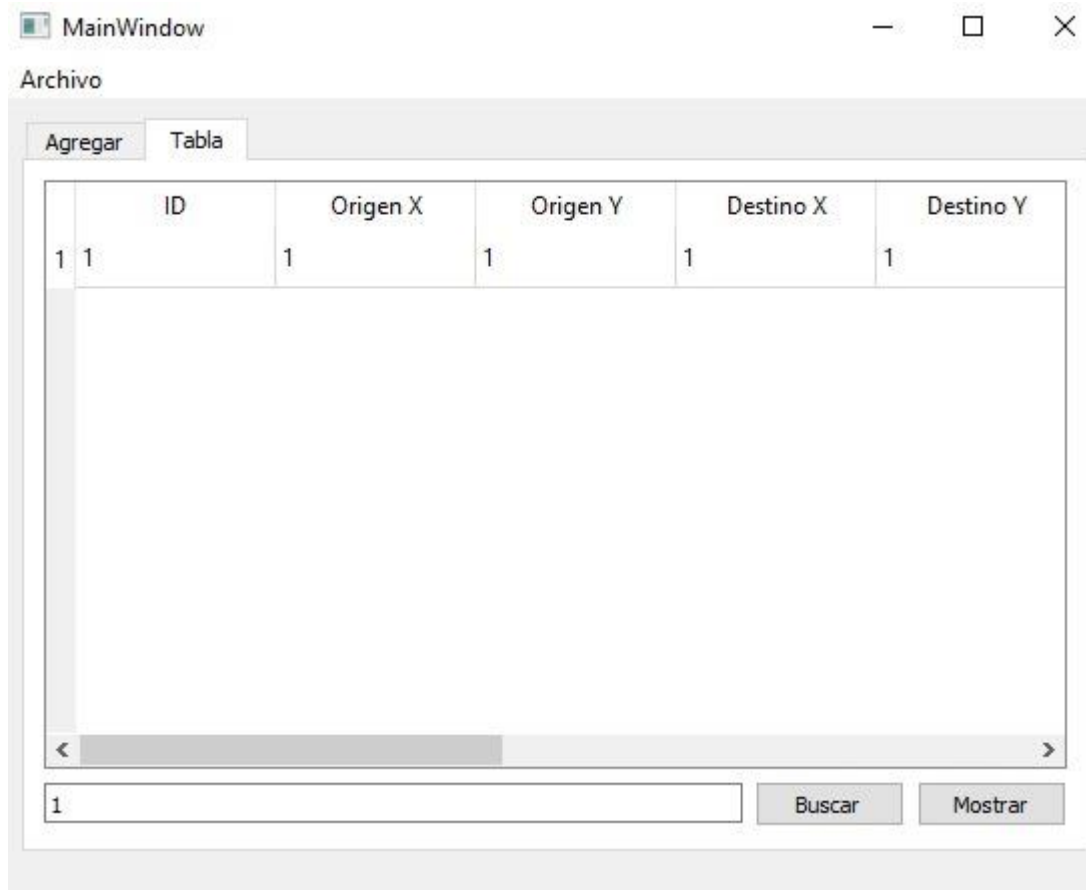 MainWindow
Archivo
Agregar Tabla
ID Origen X Origen Y Destino X Destino Y
1 1 1 1 1 1
1 Buscar Mostrar